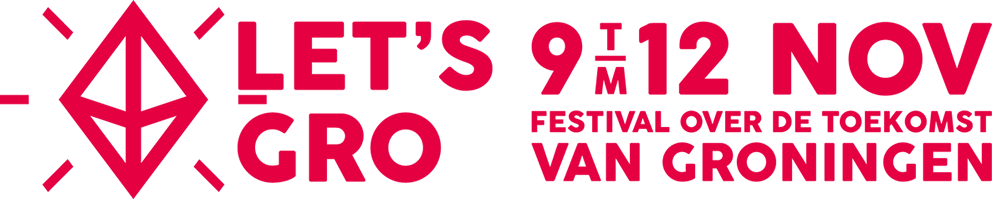 LET'S
GRO
9 T/M 12 NOV
FESTIVAL OVER DE TOEKOMST
VAN GRONINGEN